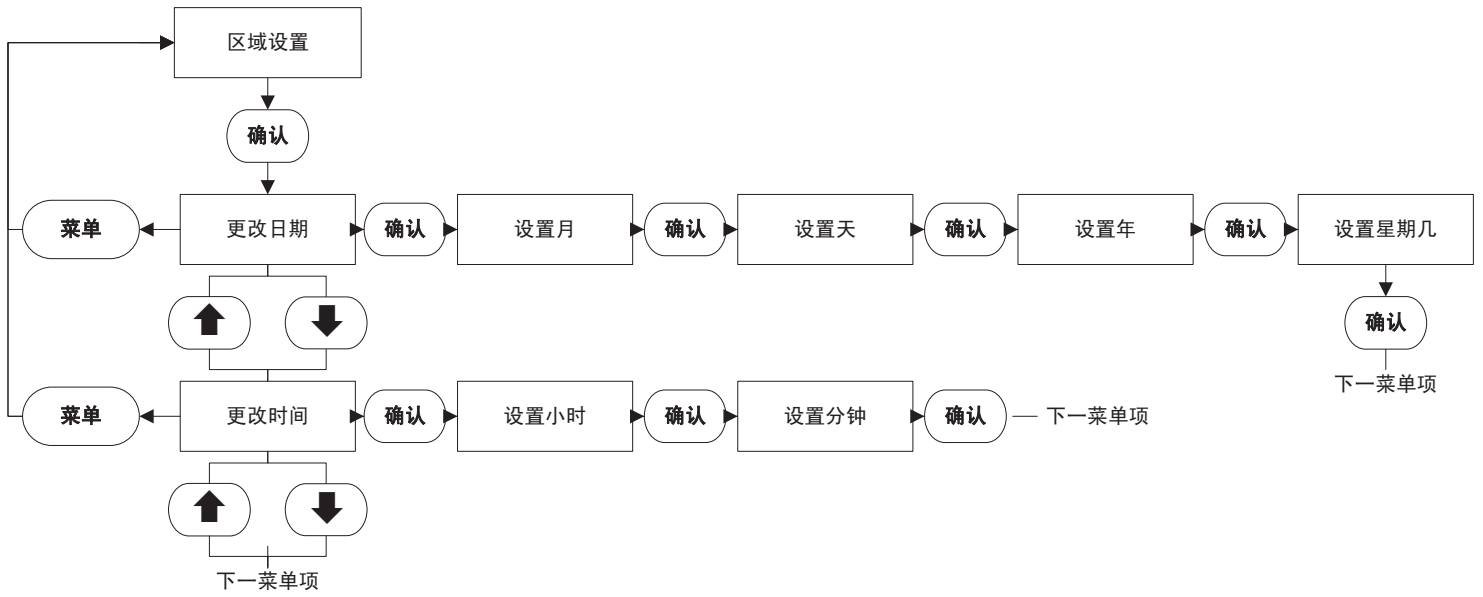 区域设置
确认
菜单
更改日期
确认
设置月
确认
设置天
确认
设置年
确认
设置星期几
确认
下一菜单项
菜单
更改时间
确认
设置小时
确认
设置分钟
确认
下一菜单项
下一菜单项